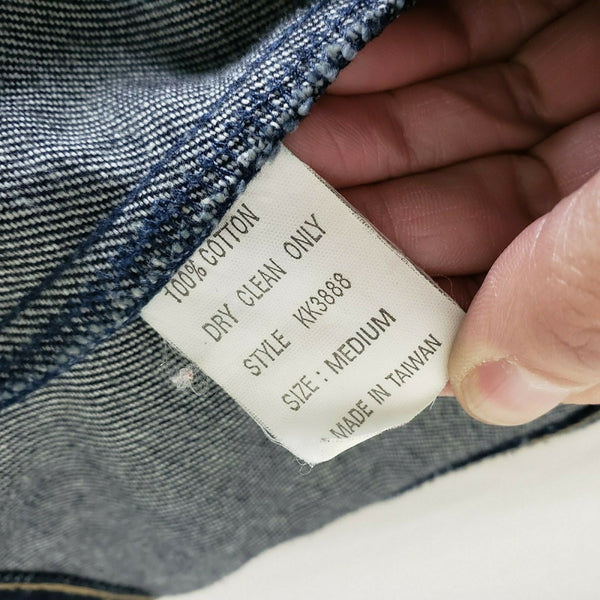 100% COTTON
DRY CLEAN ONLY
STYLE KK3888
SIZE : MEDIUM
MADE IN TAIWAN